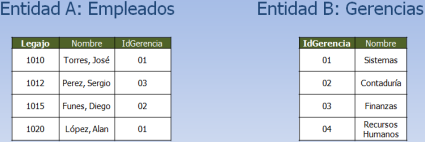 Entidad A: Empleados
Entidad B: Gerencias
Legajo Nombre IdGerencia
1010 Torres, José 01
1012 Perez, Sergio 03
1015 Funes, Diego 02
1020 López, Alan 01
IdGerencia Nombre
01 Sistemas
02 Contaduría
03 Finanzas
04 Recursos
Humanos